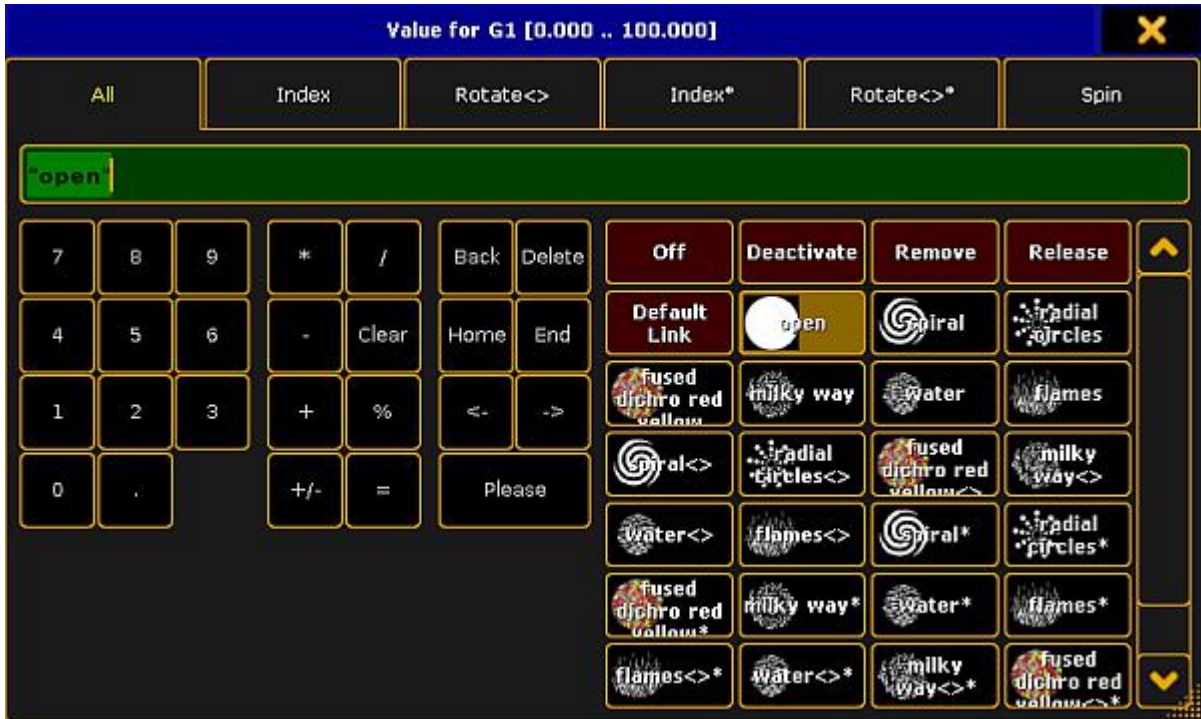 Value for G1 [0.000 .. 100.000]
All Index Rotate<> Index* Rotate<>* Spin
"open"
7 8 9 * / Back Delete
4 5 6 - Clear Home End
1 2 3 + % <- ->
0 . +/- = Please
Off Deactivate Remove Release
Default Link open spiral radial circles
fused dichro red yellow milky way water flames
spiral<> radial circles<> fused dichro red yellow<> milky way<>
water<> flames<> spiral* radial circles*
fused dichro red yellow* milky way* water* flames*
flames<>* water<>* milky way<>* fused dichro red yellow<>*